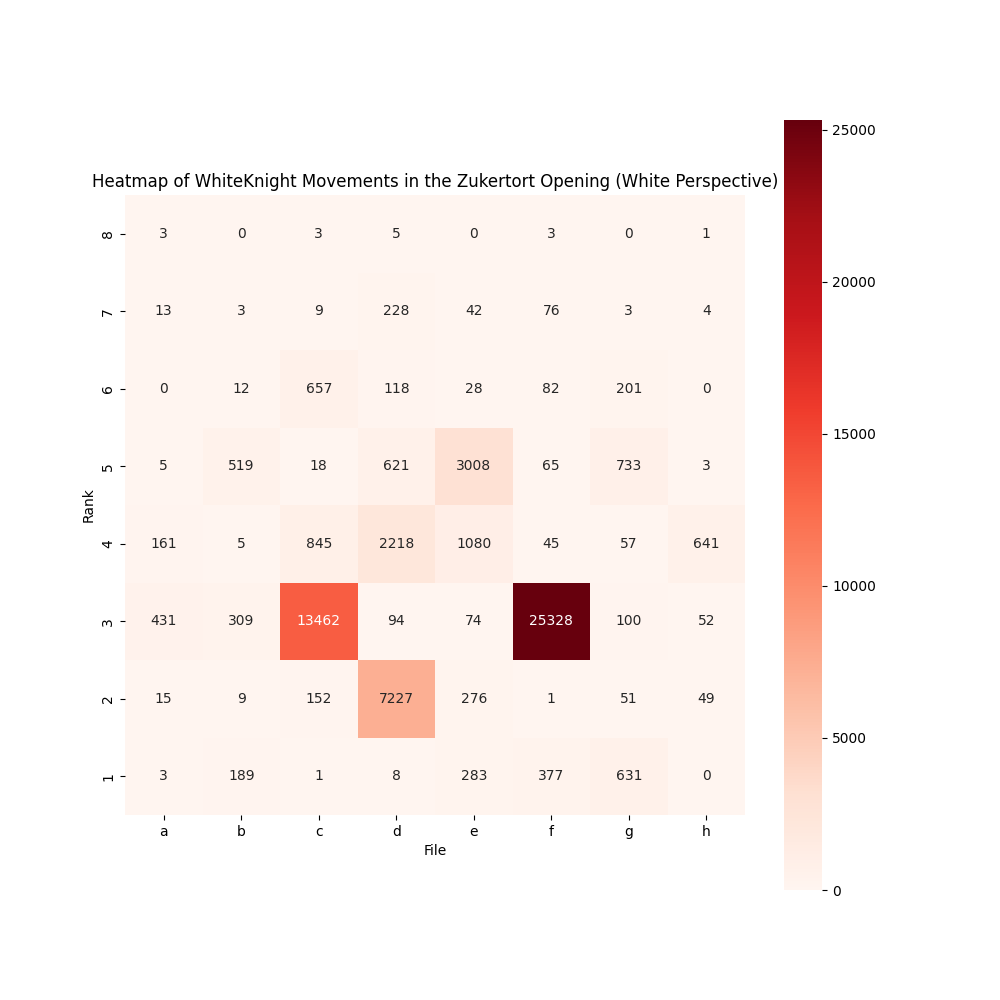 Heatmap of WhiteKnight Movements in the Zukertort Opening (White Perspective)
8 3 0 3 5 0 3 0 1
7 13 3 9 228 42 76 3 4
6 0 12 657 118 28 82 201 0
5 5 519 18 621 3008 65 733 3
Rank
4 161 5 845 2218 1080 45 57 641
3 431 309 13462 94 74 25328 100 52
2 15 9 152 7227 276 1 51 49
1 3 189 1 8 283 377 631 0
a b c d e f g h
File
25000
20000
15000
10000
5000
0